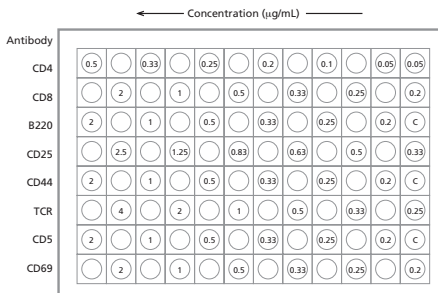 Concentration (μg/mL)
Antibody
CD4 0.5 0.33 0.25 0.2 0.1 0.05 0.05
CD8 2 1 0.5 0.33 0.25 0.2
B220 2 1 0.5 0.33 0.25 0.2 C
CD25 2.5 1.25 0.83 0.63 0.5 0.33
CD44 2 1 0.5 0.33 0.25 0.2 C
TCR 4 2 1 0.5 0.33 0.25
CD5 2 1 0.5 0.33 0.25 0.2 C
CD69 2 1 0.5 0.33 0.25 0.2